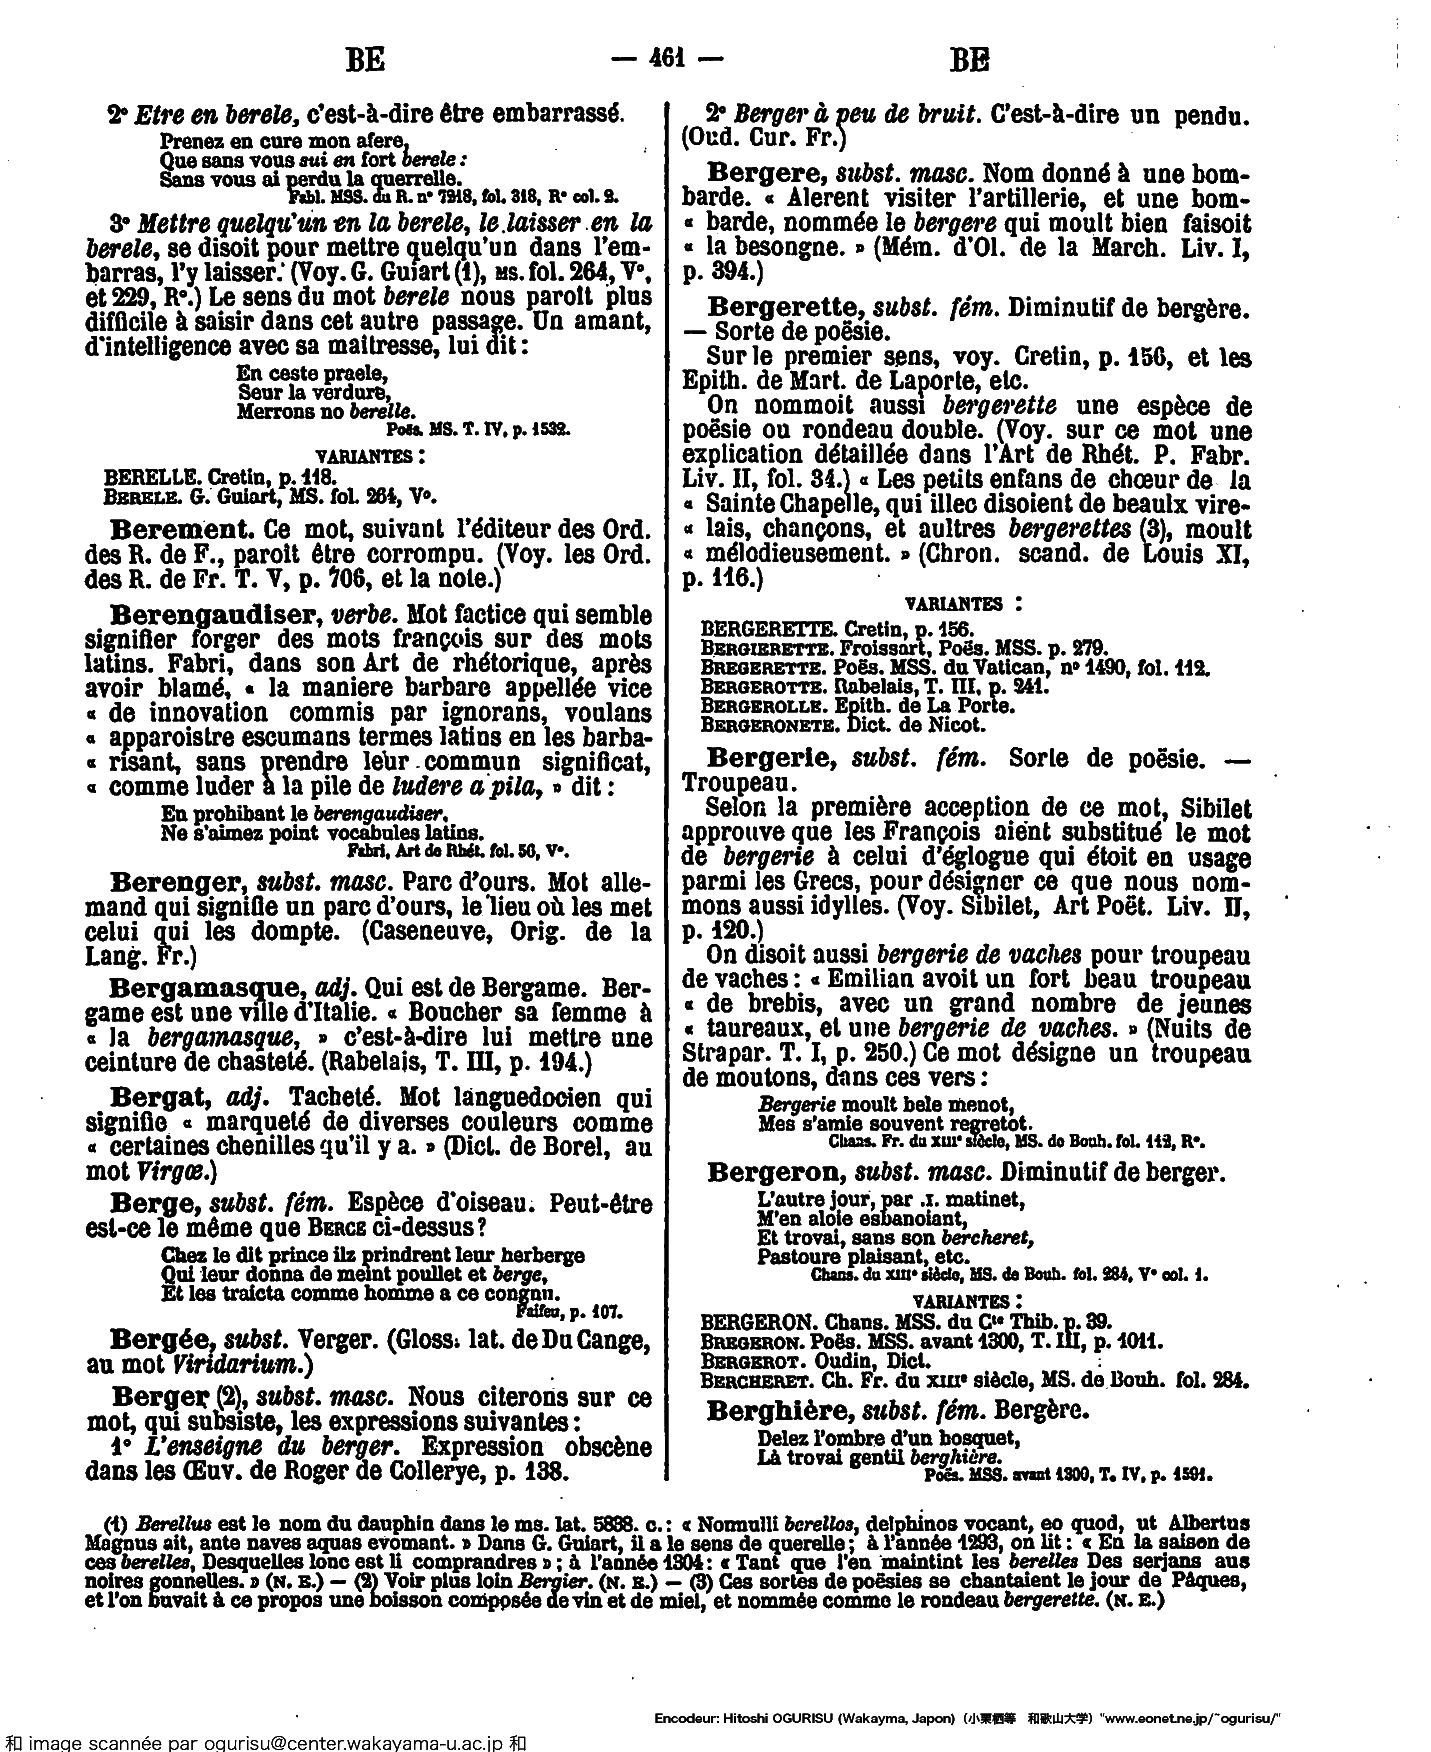 BE — 461 — BE
2° Etre en berele, c'est-à-dire être embarrassé.
Prenez en cure mon afere,
Que sans vous sui en fort berele :
Sans vous ai perdu la querrelle.
Fabl. MSS. du R. n° 7218, fol. 318, R° col. 2.
3° Mettre quelqu'un en la berele, le laisser en la
berele, se disoit pour mettre quelqu'un dans l'em-
barras, l'y laisser. (Voy. G. Guiart (1), MS. fol. 264, V°,
et 229, R°.) Le sens du mot berele nous paroît plus
difficile à saisir dans cet autre passage. Un amant,
d'intelligence avec sa maîtresse, lui dit :
En ceste praele,
Seur la verdure,
Merrons no berelle.
Poës. MS. T. IV, p. 1532.
VARIANTES :
BERELLE. Cretin, p. 118.
BERELE. G. Guiart, MS. fol. 264, V°.
Berement. Ce mot, suivant l'éditeur des Ord.
des R. de F., paroît être corrompu. (Voy. les Ord.
des R. de Fr. T. V, p. 706, et la note.)
Berengaudiser, verbe. Mot factice qui semble
signifier forger des mots françois sur des mots
latins. Fabri, dans son Art de rhétorique, après
avoir blamé, « la maniere barbare appellée vice
« de innovation commis par ignorans, voulans
« apparoistre escumans termes latins en les barba-
« risant, sans prendre leur commun significat,
« comme luder à la pile de ludere a pila, » dit :
En prohibant le berengaudiser,
Ne s'aimez point vocabules latins.
Fabri, Art de Rhét. fol. 56, V°.
Berenger, subst. masc. Parc d'ours. Mot alle-
mand qui signifie un parc d'ours, le lieu où les met
celui qui les dompte. (Caseneuve, Orig. de la
Lang. Fr.)
Bergamasque, adj. Qui est de Bergame. Ber-
game est une ville d'Italie. « Boucher sa femme à
« la bergamasque, » c'est-à-dire lui mettre une
ceinture de chasteté. (Rabelais, T. III, p. 194.)
Bergat, adj. Tacheté. Mot languedocien qui
signifie « marqueté de diverses couleurs comme
« certaines chenilles qu'il y a. » (Dict. de Borel, au
mot Virgœ.)
Berge, subst. fém. Espèce d'oiseau. Peut-être
est-ce le même que BERCE ci-dessus ?
Chez le dit prince ilz prindrent leur herberge
Qui leur donna de meint poullet et berge,
Et les traicta comme homme a ce congnu.
Faifeu, p. 107.
Bergée, subst. Verger. (Gloss. lat. de Du Cange,
au mot Viridarium.)
Berger (2), subst. masc. Nous citerons sur ce
mot, qui subsiste, les expressions suivantes :
1° L'enseigne du berger. Expression obscène
dans les Œuv. de Roger de Collerye, p. 138.
2° Berger à peu de bruit. C'est-à-dire un pendu.
(Oud. Cur. Fr.)
Bergere, subst. masc. Nom donné à une bom-
barde. « Alerent visiter l'artillerie, et une bom-
« barde, nommée le bergere qui moult bien faisoit
« la besongne. » (Mém. d'Ol. de la March. Liv. I,
p. 394.)
Bergerette, subst. fém. Diminutif de bergère.
— Sorte de poësie.
Sur le premier sens, voy. Cretin, p. 156, et les
Epith. de Mart. de Laporte, etc.
On nommoit aussi bergerette une espèce de
poësie ou rondeau double. (Voy. sur ce mot une
explication détaillée dans l'Art de Rhét. P. Fabr.
Liv. II, fol. 34.) « Les petits enfans de chœur de la
« Sainte Chapelle, qui illec disoient de beaulx vire-
« lais, chançons, et aultres bergerettes (3), moult
« mélodieusement. » (Chron. scand. de Louis XI,
p. 116.)
VARIANTES :
BERGERETTE. Cretin, p. 156.
BERGIERETTE. Froissart, Poës. MSS. p. 279.
BREGERETTE. Poës. MSS. du Vatican, n° 1490, fol. 112.
BERGEROTTE. Rabelais, T. III, p. 241.
BERGEROLLE. Epith. de La Porte.
BERGERONETE. Dict. de Nicot.
Bergerie, subst. fém. Sorte de poësie. —
Troupeau.
Selon la première acception de ce mot, Sibilet
approuve que les François aient substitué le mot
de bergerie à celui d'églogue qui étoit en usage
parmi les Grecs, pour désigner ce que nous nom-
mons aussi idylles. (Voy. Sibilet, Art Poët. Liv. II,
p. 120.)
On disoit aussi bergerie de vaches pour troupeau
de vaches : « Emilian avoit un fort beau troupeau
« de brebis, avec un grand nombre de jeunes
« taureaux, et une bergerie de vaches. » (Nuits de
Strapar. T. I, p. 250.) Ce mot désigne un troupeau
de moutons, dans ces vers :
Bergerie moult bele menot,
Mes s'amie souvent regretot.
Chans. Fr. du XIIIe siècle, MS. de Bouh. fol. 112, R°.
Bergeron, subst. masc. Diminutif de berger.
L'autre jour, par .I. matinet,
M'en aloie esbanoiant,
Et trovai, sans son bercheret,
Pastoure plaisant, etc.
Chans. du XIIIe siècle, MS. de Bouh. fol. 284, V° col. 1.
VARIANTES :
BERGERON. Chans. MSS. du Cte Thib. p. 39.
BREGERON. Poës. MSS. avant 1300, T. III, p. 1011.
BERGEROT. Oudin, Dict.
BERCHERET. Ch. Fr. du XIIIe siècle, MS. de Bouh. fol. 284.
Berghière, subst. fém. Bergère.
Delez l'ombre d'un bosquet,
Là trovai gentil berghière.
Poës. MSS. avant 1300, T. IV, p. 1591.
(1) Berellus est le nom du dauphin dans le ms. lat. 5838. c. : « Nonnulli berellos, delphinos vocant, eo quod, ut Albertus
Magnus ait, ante naves aquas evomant. » Dans G. Guiart, il a le sens de querelle ; à l'année 1293, on lit : « En la saison de
ces berelles, Desquelles lonc est li comprandres » ; à l'année 1304 : « Tant que l'en maintint les berelles Des serjans aus
noires gonnelles. » (N. E.) — (2) Voir plus loin Bergier. (N. E.) — (3) Ces sortes de poësies se chantaient le jour de Pâques,
et l'on buvait à ce propos une boisson composée de vin et de miel, et nommée comme le rondeau bergerette. (N. E.)
Encodeur: Hitoshi OGURISU (Wakayma, Japon) (小栗栖等 和歌山大学) "www.eonet.ne.jp/~ogurisu/"
和 image scannée par ogurisu@center.wakayama-u.ac.jp 和